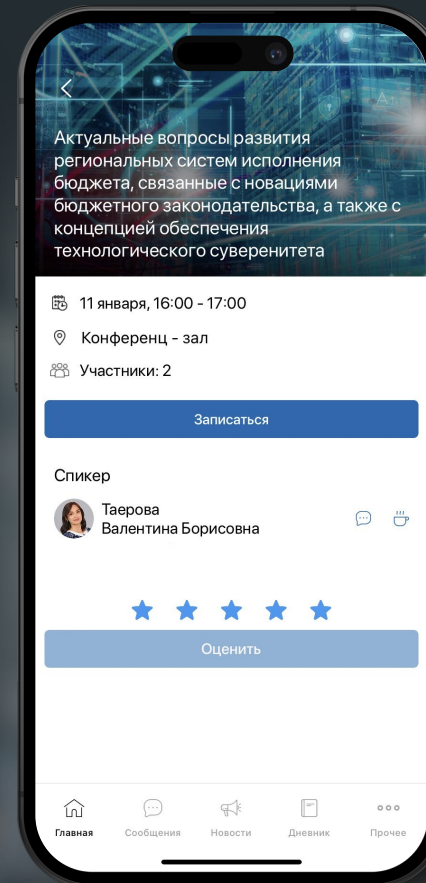 Актуальные вопросы развития
региональных систем исполнения
бюджета, связанные с новациями
бюджетного законодательства, а также с
концепцией обеспечения
технологического суверенитета
11 января, 16:00 - 17:00
Конференц - зал
Участники: 2
Записаться
Спикер
Таерова
Валентина Борисовна
Оценить
Главная
Сообщения
Новости
Дневник
Прочее